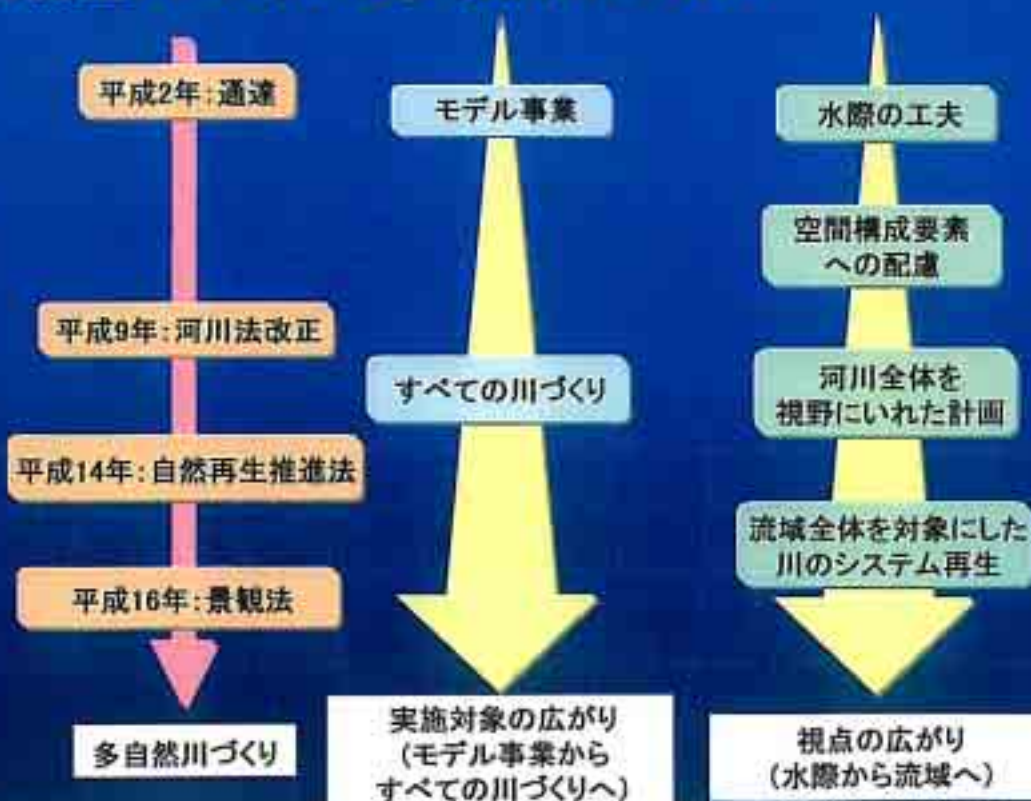 平成2年:通達
平成9年:河川法改正
平成14年:自然再生推進法
平成16年:景観法
多自然川づくり
モデル事業
すべての川づくり
実施対象の広がり
(モデル事業から
すべての川づくりへ)
水際の工夫
空間構成要素
への配慮
河川全体を
視野にいれた計画
流域全体を対象にした
川のシステム再生
視点の広がり
(水際から流域へ)